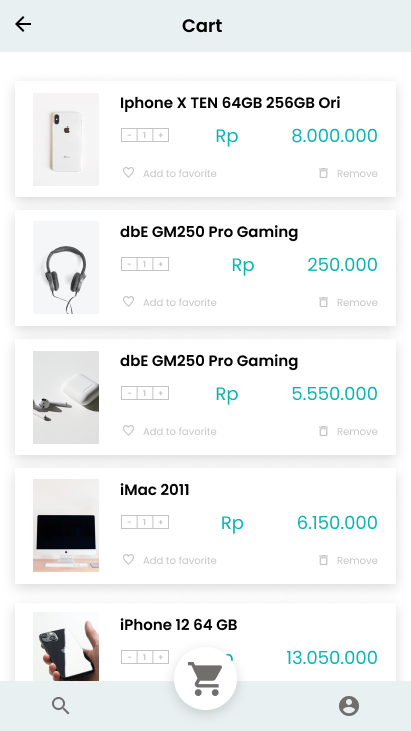 Cart
Iphone X TEN 64GB 256GB Ori
- 1 + Rp 8.000.000
Add to favorite Remove
dbE GM250 Pro Gaming
- 1 + Rp 250.000
Add to favorite Remove
dbE GM250 Pro Gaming
- 1 + Rp 5.550.000
Add to favorite Remove
iMac 2011
- 1 + Rp 6.150.000
Add to favorite Remove
iPhone 12 64 GB
- 1 + 13.050.000